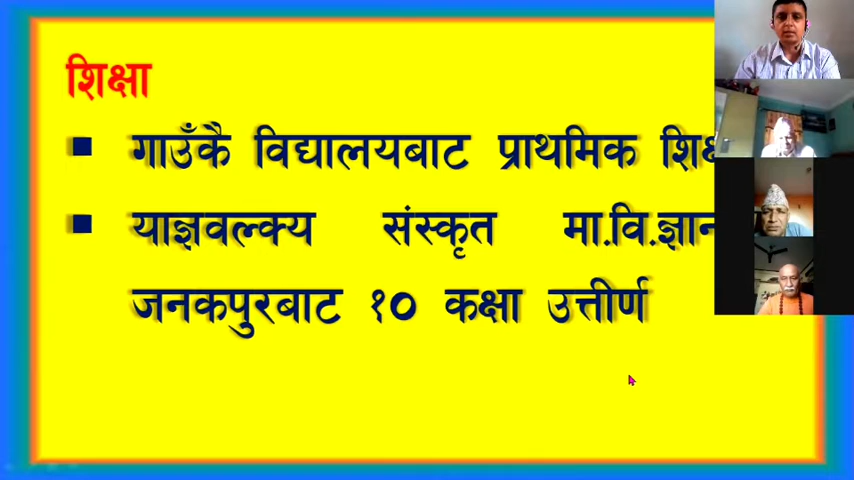 शिक्षा
▪ गाउँकै विद्यालयबाट प्राथमिक
▪ याज्ञवल्क्य संस्कृत मा.वि.
जनकपुरबाट १० कक्षा उत्तीर्ण